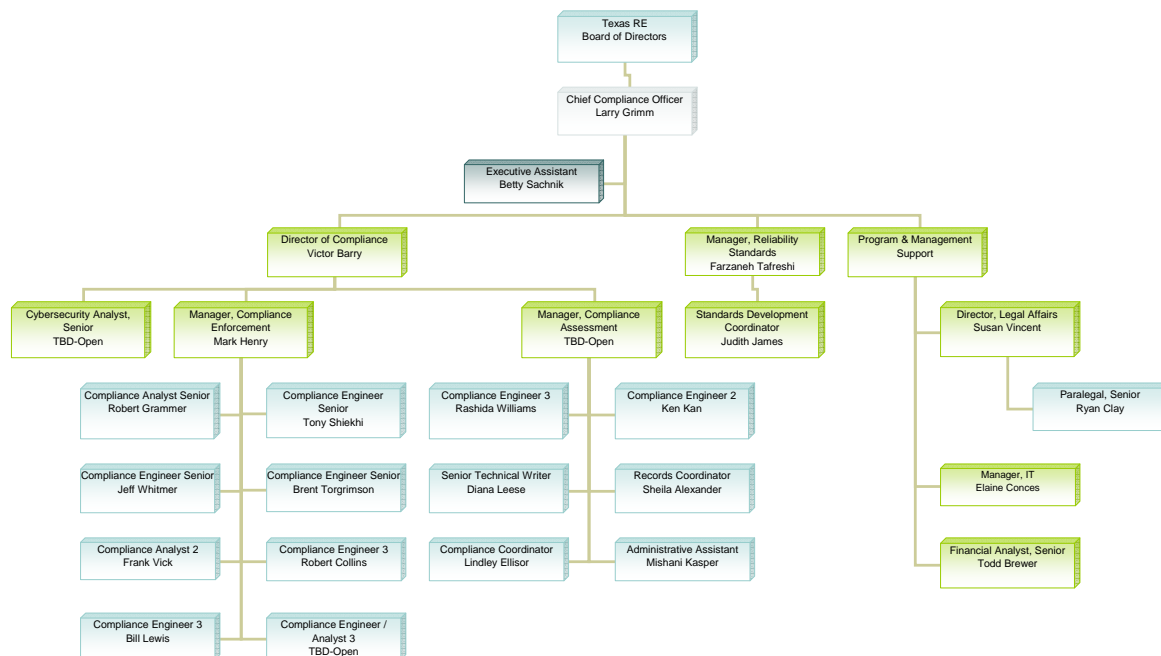 Texas RE
Board of Directors
Chief Compliance Officer
Larry Grimm
Executive Assistant
Betty Sachnik
Director of Compliance
Victor Barry
Manager, Reliability
Standards
Farzaneh Tafreshi
Program & Management
Support
Cybersecurity Analyst,
Senior
TBD-Open
Manager, Compliance
Enforcement
Mark Henry
Manager, Compliance
Assessment
TBD-Open
Standards Development
Coordinator
Judith James
Director, Legal Affairs
Susan Vincent
Compliance Analyst Senior
Robert Grammer
Compliance Engineer
Senior
Tony Shiekhi
Compliance Engineer 3
Rashida Williams
Compliance Engineer 2
Ken Kan
Paralegal, Senior
Ryan Clay
Compliance Engineer Senior
Jeff Whitmer
Compliance Engineer Senior
Brent Torgrimson
Senior Technical Writer
Diana Leese
Records Coordinator
Sheila Alexander
Manager, IT
Elaine Conces
Compliance Analyst 2
Frank Vick
Compliance Engineer 3
Robert Collins
Compliance Coordinator
Lindley Ellisor
Administrative Assistant
Mishani Kasper
Financial Analyst, Senior
Todd Brewer
Compliance Engineer 3
Bill Lewis
Compliance Engineer /
Analyst 3
TBD-Open